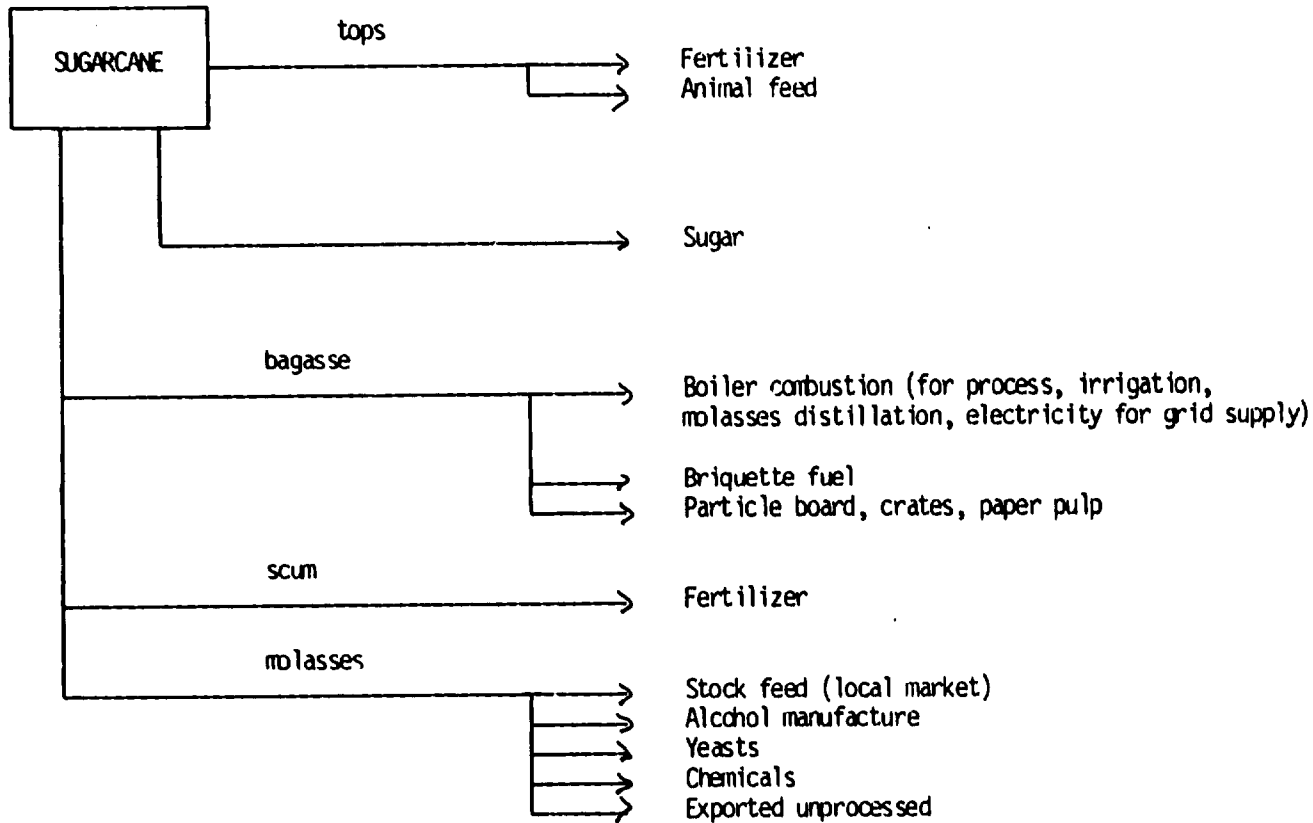 tops
SUGARCANE
Fertilizer
Animal feed
Sugar
bagasse
Boiler combustion (for process, irrigation,
molasses distillation, electricity for grid supply)
Briquette fuel
Particle board, crates, paper pulp
scum
Fertilizer
molasses
Stock feed (local market)
Alcohol manufacture
Yeasts
Chemicals
Exported unprocessed